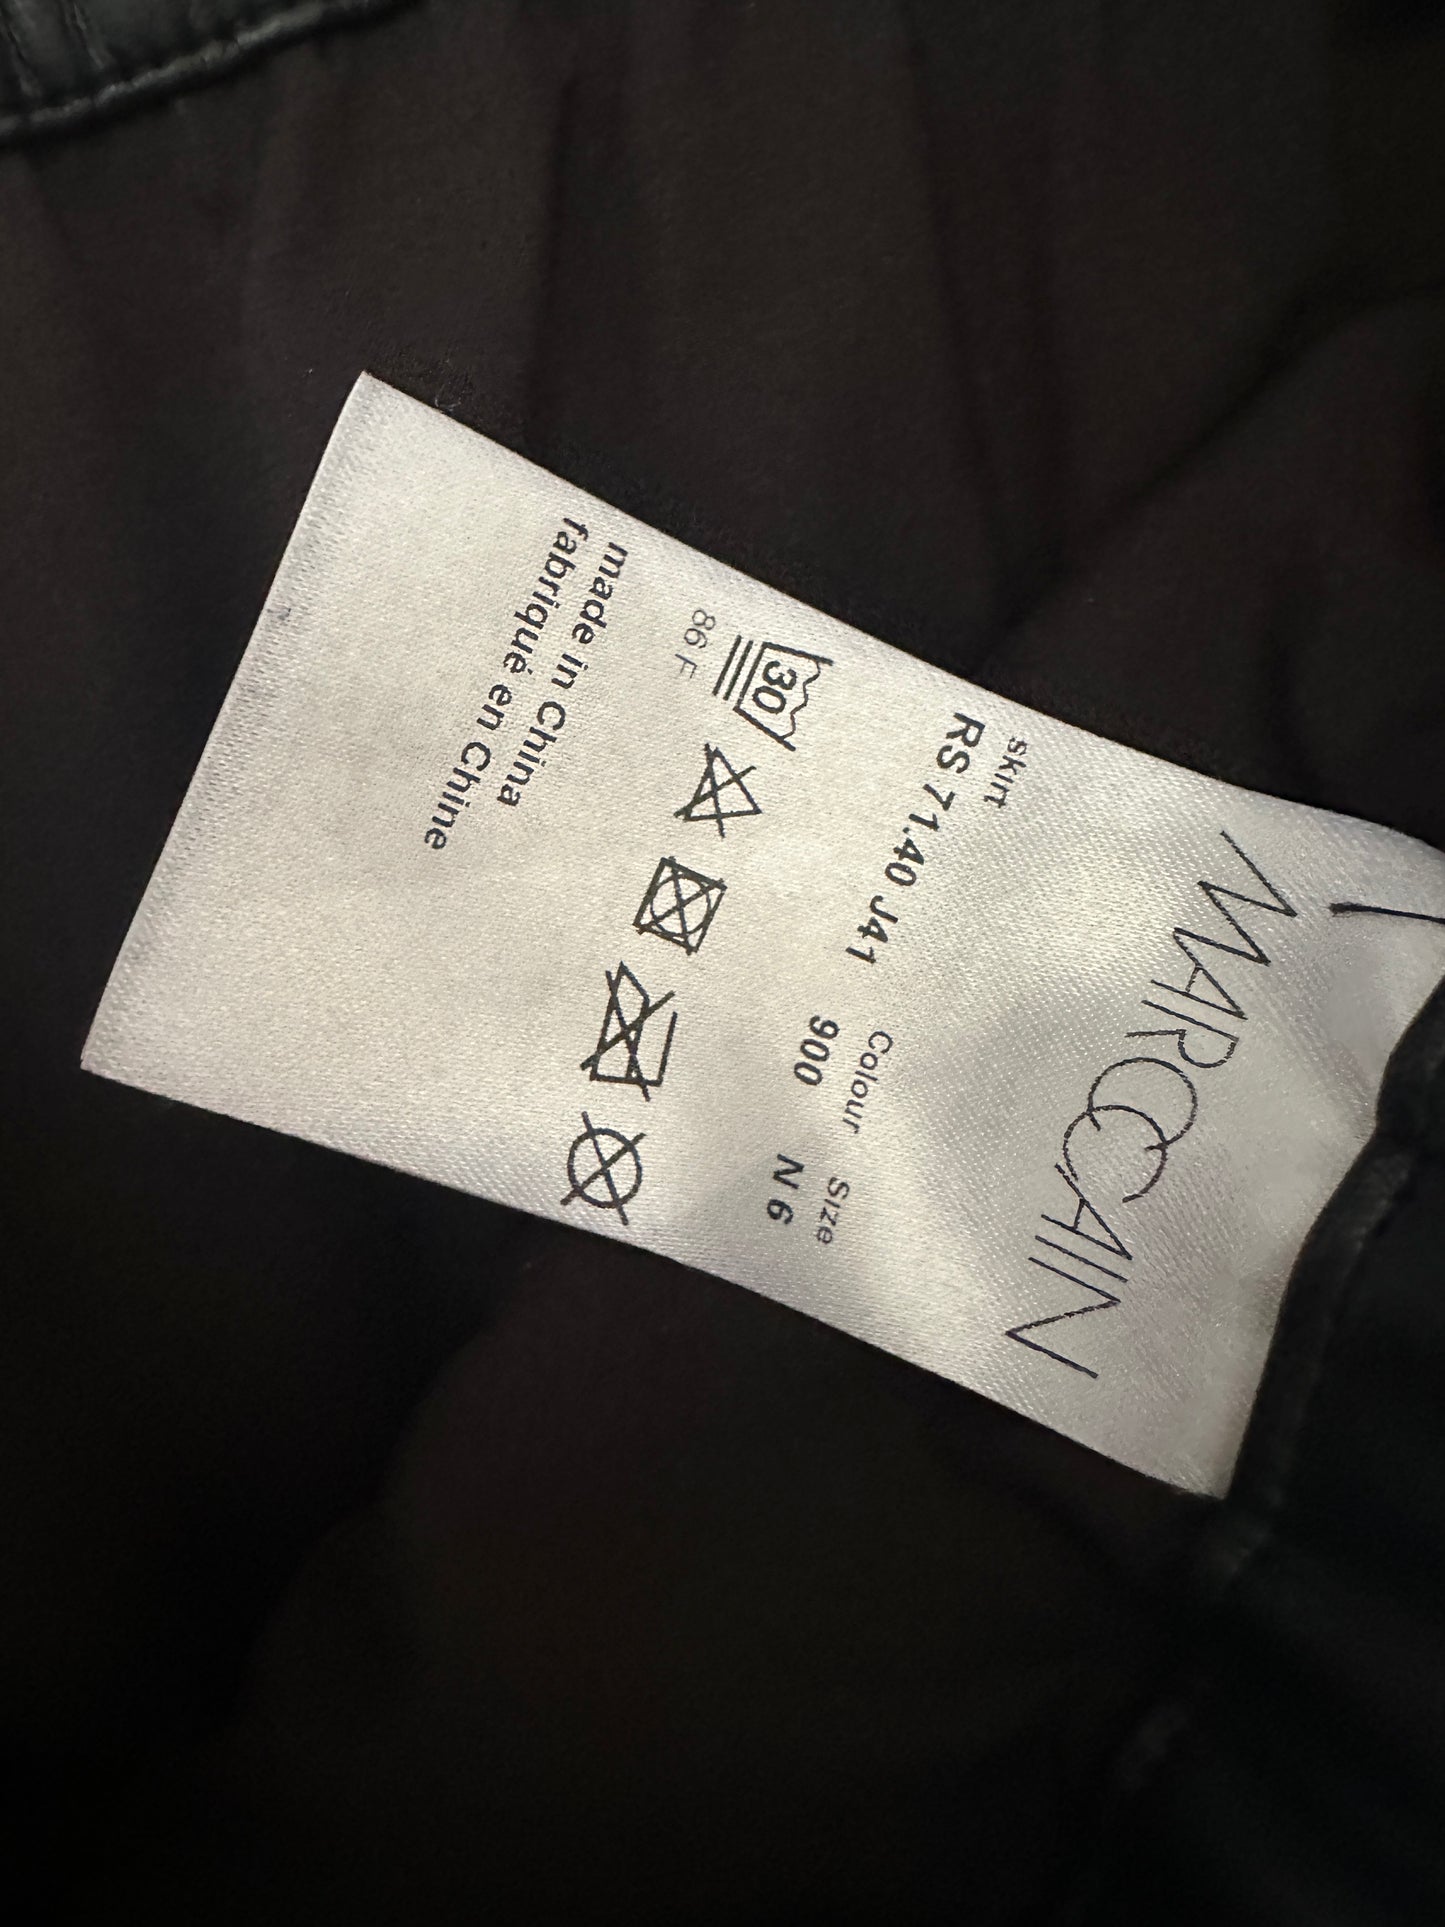 MARCCAIN
skirt
Colour
Size
RS 71.40 J41
900
N 6
30
86 F
made in China
fabriqué en Chine